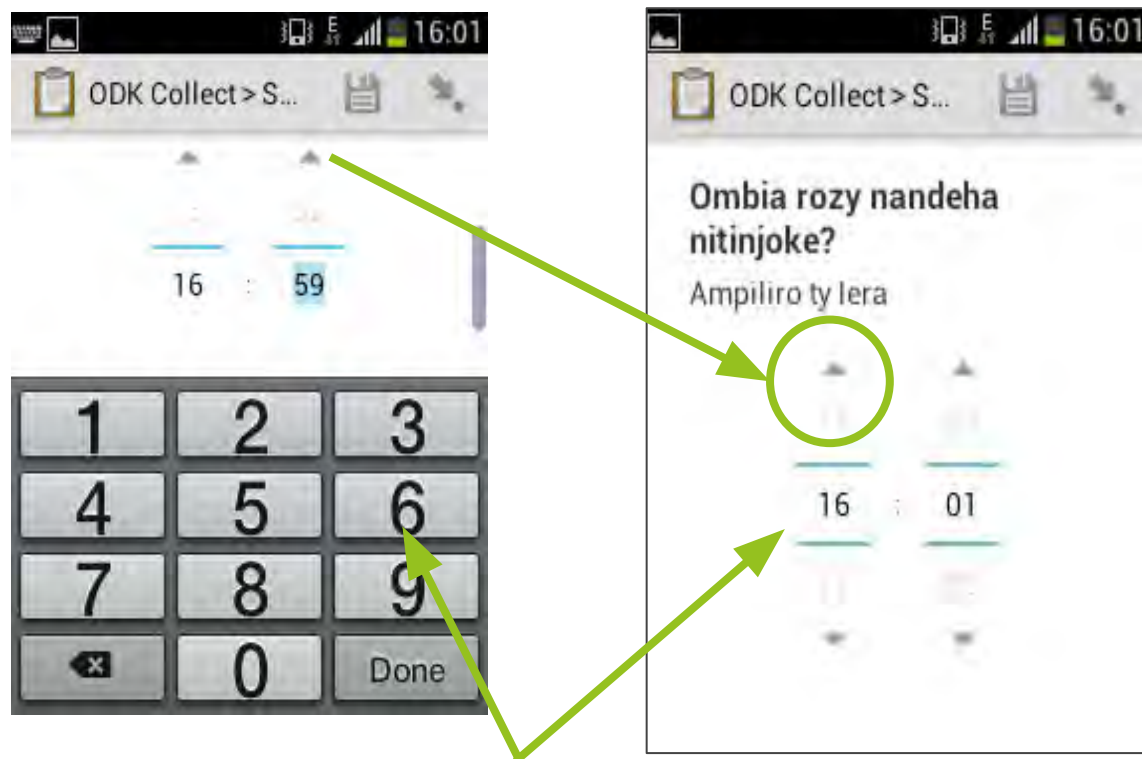 16:01
ODK Collect > S...
16 : 59
1 2 3
4 5 6
7 8 9
0 Done
16:01
ODK Collect > S...
Ombia rozy nandeha
nitinjoke?
Ampiliro ty lera
16 : 01